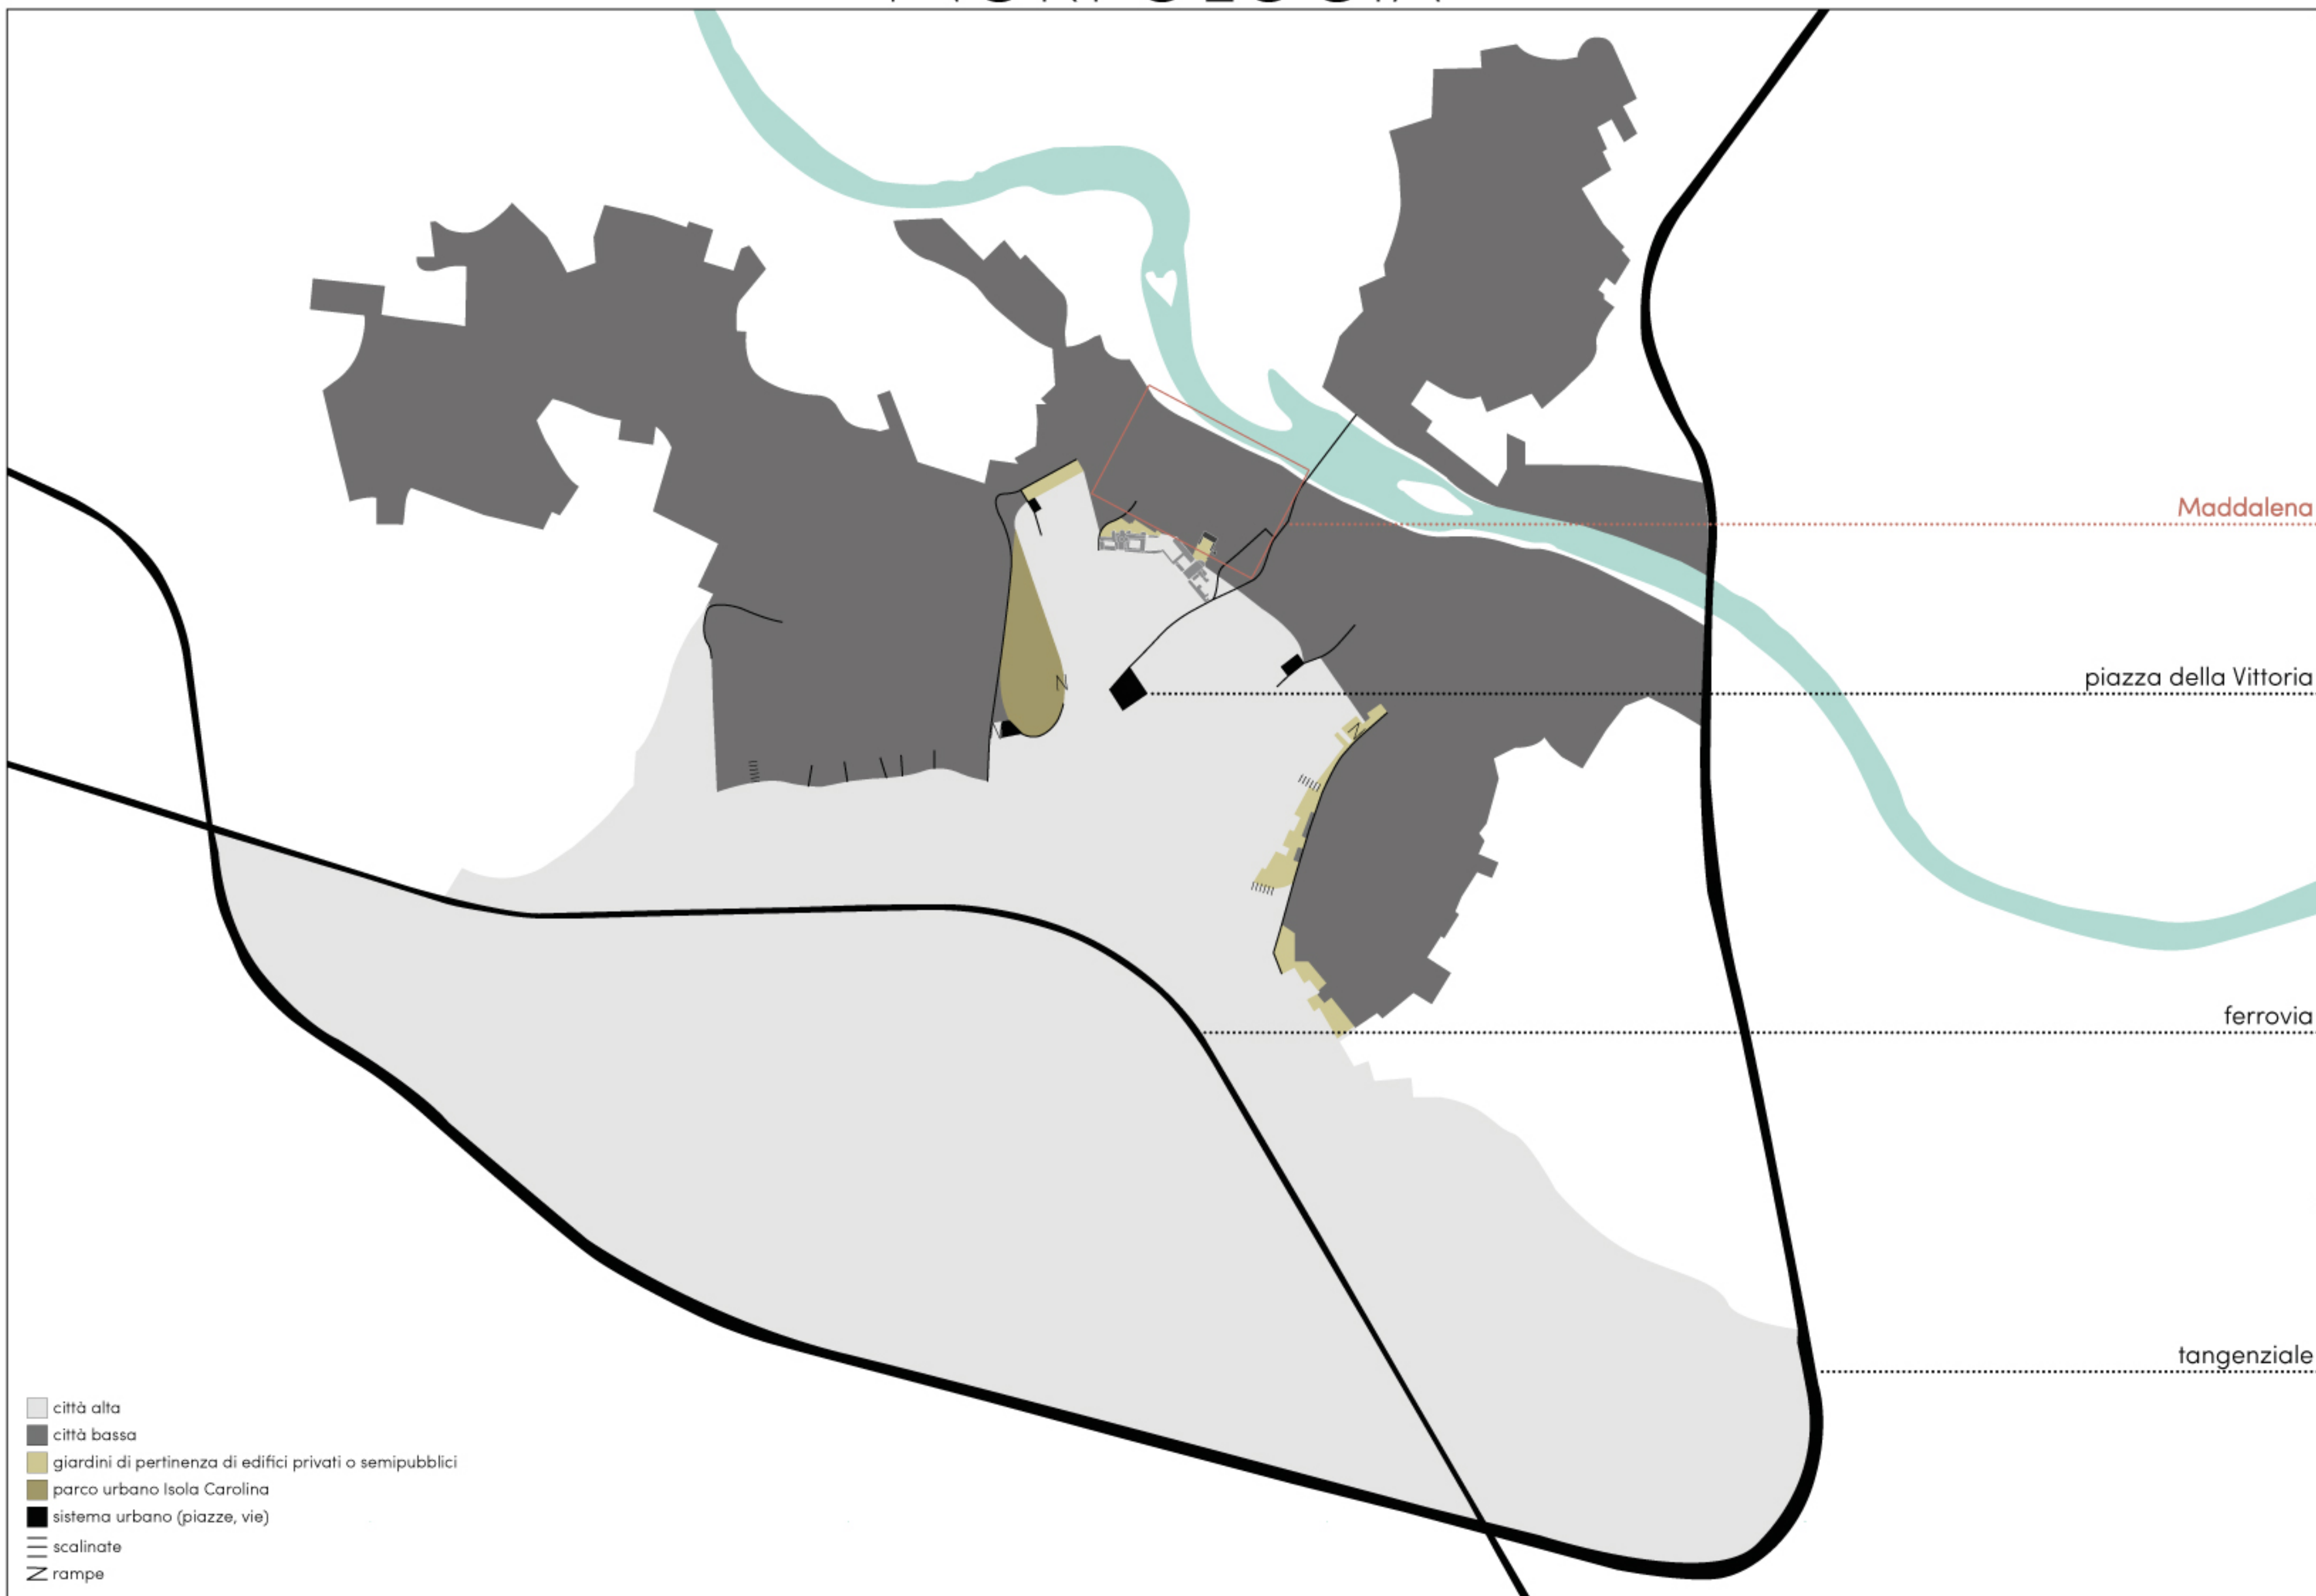 Maddalena
piazza della Vittoria
ferrovia
tangenziale
città alta
città bassa
giardini di pertinenza di edifici privati o semipubblici
parco urbano Isola Carolina
sistema urbano (piazze, vie)
scalinate
rampe